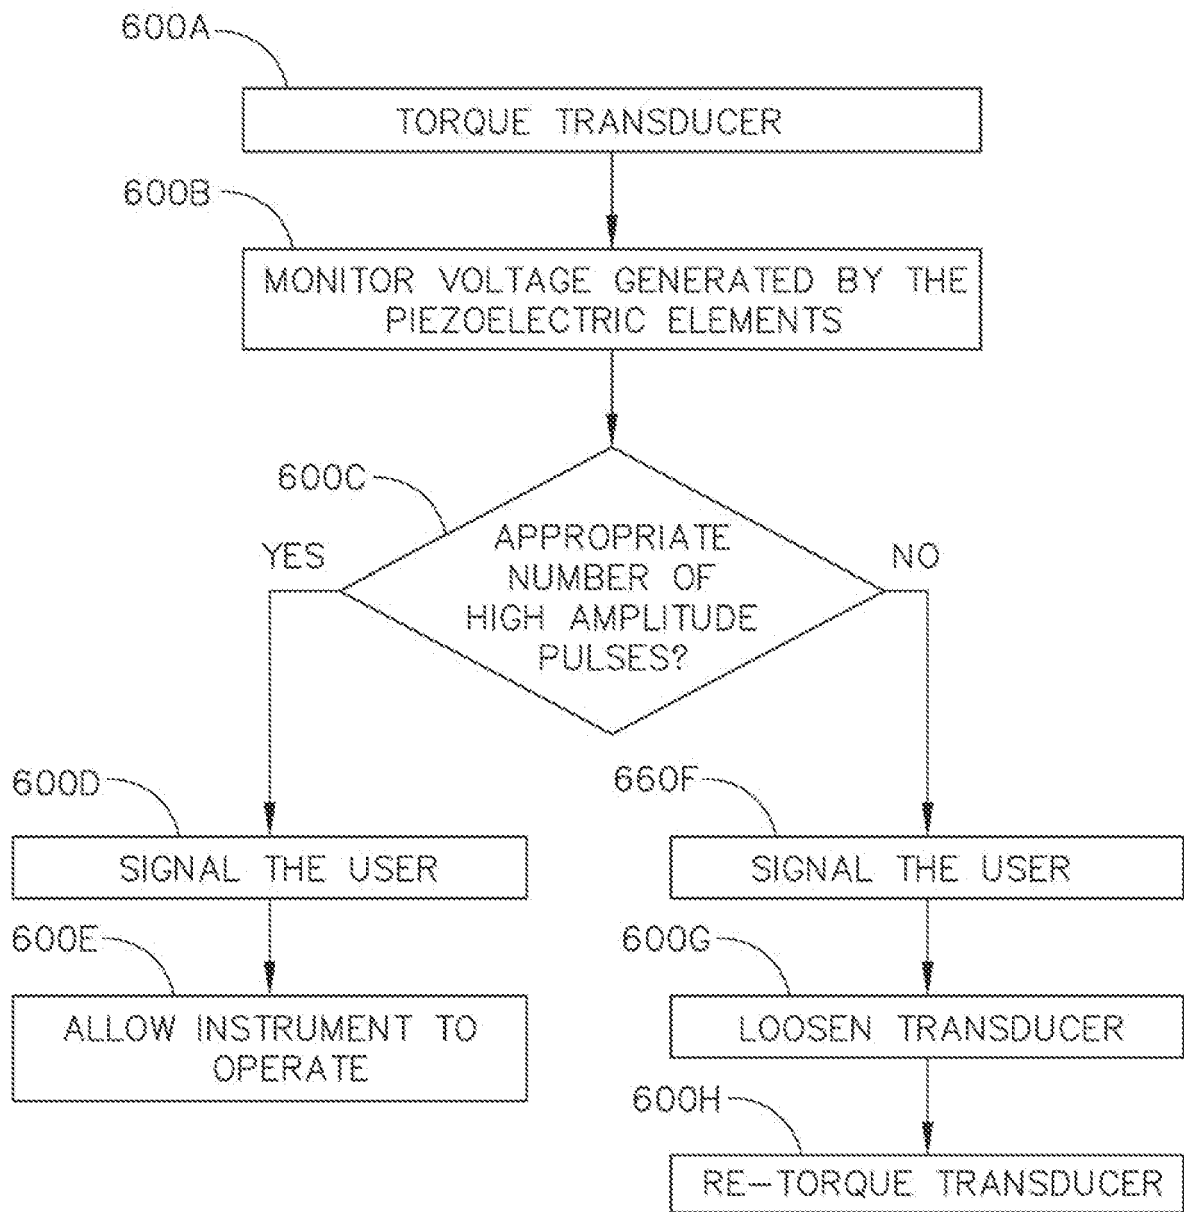 600A
TORQUE TRANSDUCER
600B
MONITOR VOLTAGE GENERATED BY THE
PIEZOELECTRIC ELEMENTS
600C
YES
APPROPRIATE
NUMBER OF
HIGH AMPLITUDE
PULSES?
NO
600D
SIGNAL THE USER
600E
ALLOW INSTRUMENT TO
OPERATE
660F
SIGNAL THE USER
600G
LOOSEN TRANSDUCER
600H
RE-TORQUE TRANSDUCER